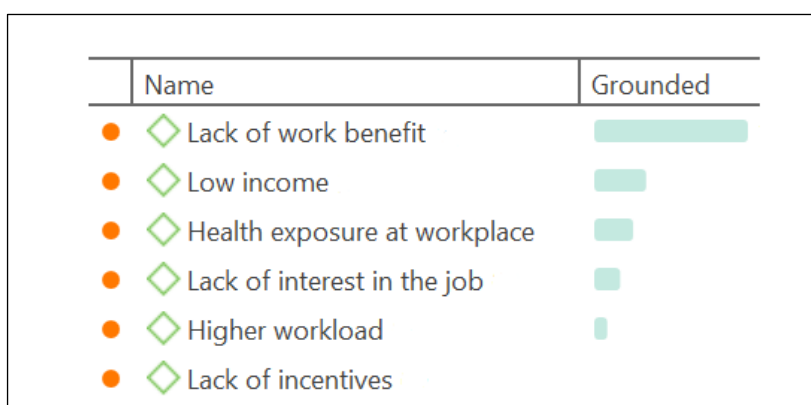 Name Grounded
Lack of work benefit
Low income
Health exposure at workplace
Lack of interest in the job
Higher workload
Lack of incentives